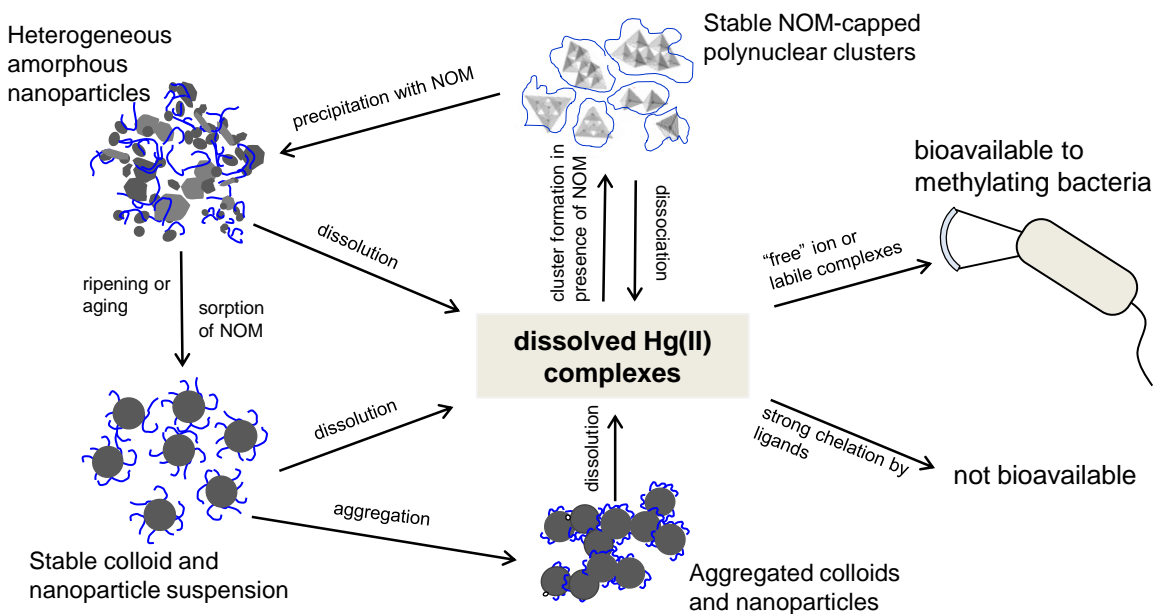 Heterogeneous
amorphous
nanoparticles
precipitation with NOM
Stable NOM-capped
polynuclear clusters
bioavailable to
methylating bacteria
cluster formation in
presence of NOM
dissociation
dissolution
"free" ion or
labile complexes
ripening or
aging
sorption
of NOM
dissolved Hg(II)
complexes
dissolution
dissolution
strong chelation by
ligands
not bioavailable
aggregation
Stable colloid and
nanoparticle suspension
Aggregated colloids
and nanoparticles